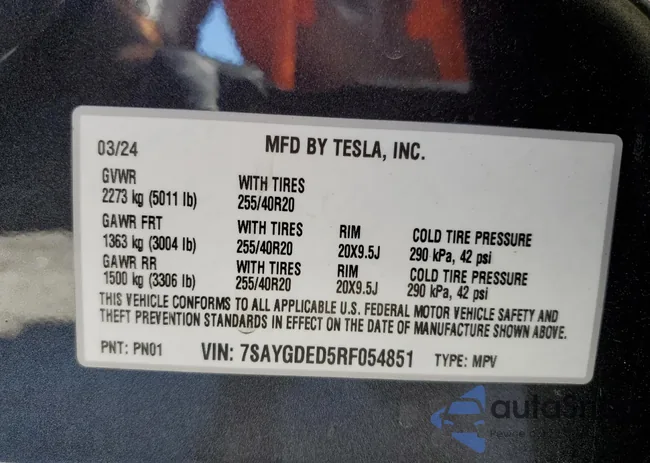 03/24 MFD BY TESLA, INC.
GVWR WITH TIRES
2273 kg (5011 lb) 255/40R20
GAWR FRT WITH TIRES RIM COLD TIRE PRESSURE
1363 kg (3004 lb) 255/40R20 20X9.5J 290 kPa, 42 psi
GAWR RR WITH TIRES RIM COLD TIRE PRESSURE
1500 kg (3306 lb) 255/40R20 20X9.5J 290 kPa, 42 psi
THIS VEHICLE CONFORMS TO ALL APPLICABLE U.S. FEDERAL MOTOR VEHICLE SAFETY AND
THEFT PREVENTION STANDARDS IN EFFECT ON THE DATE OF MANUFACTURE SHOWN ABOVE.
PNT: PN01 VIN: 7SAYGDED5RF054851 TYPE: MPV